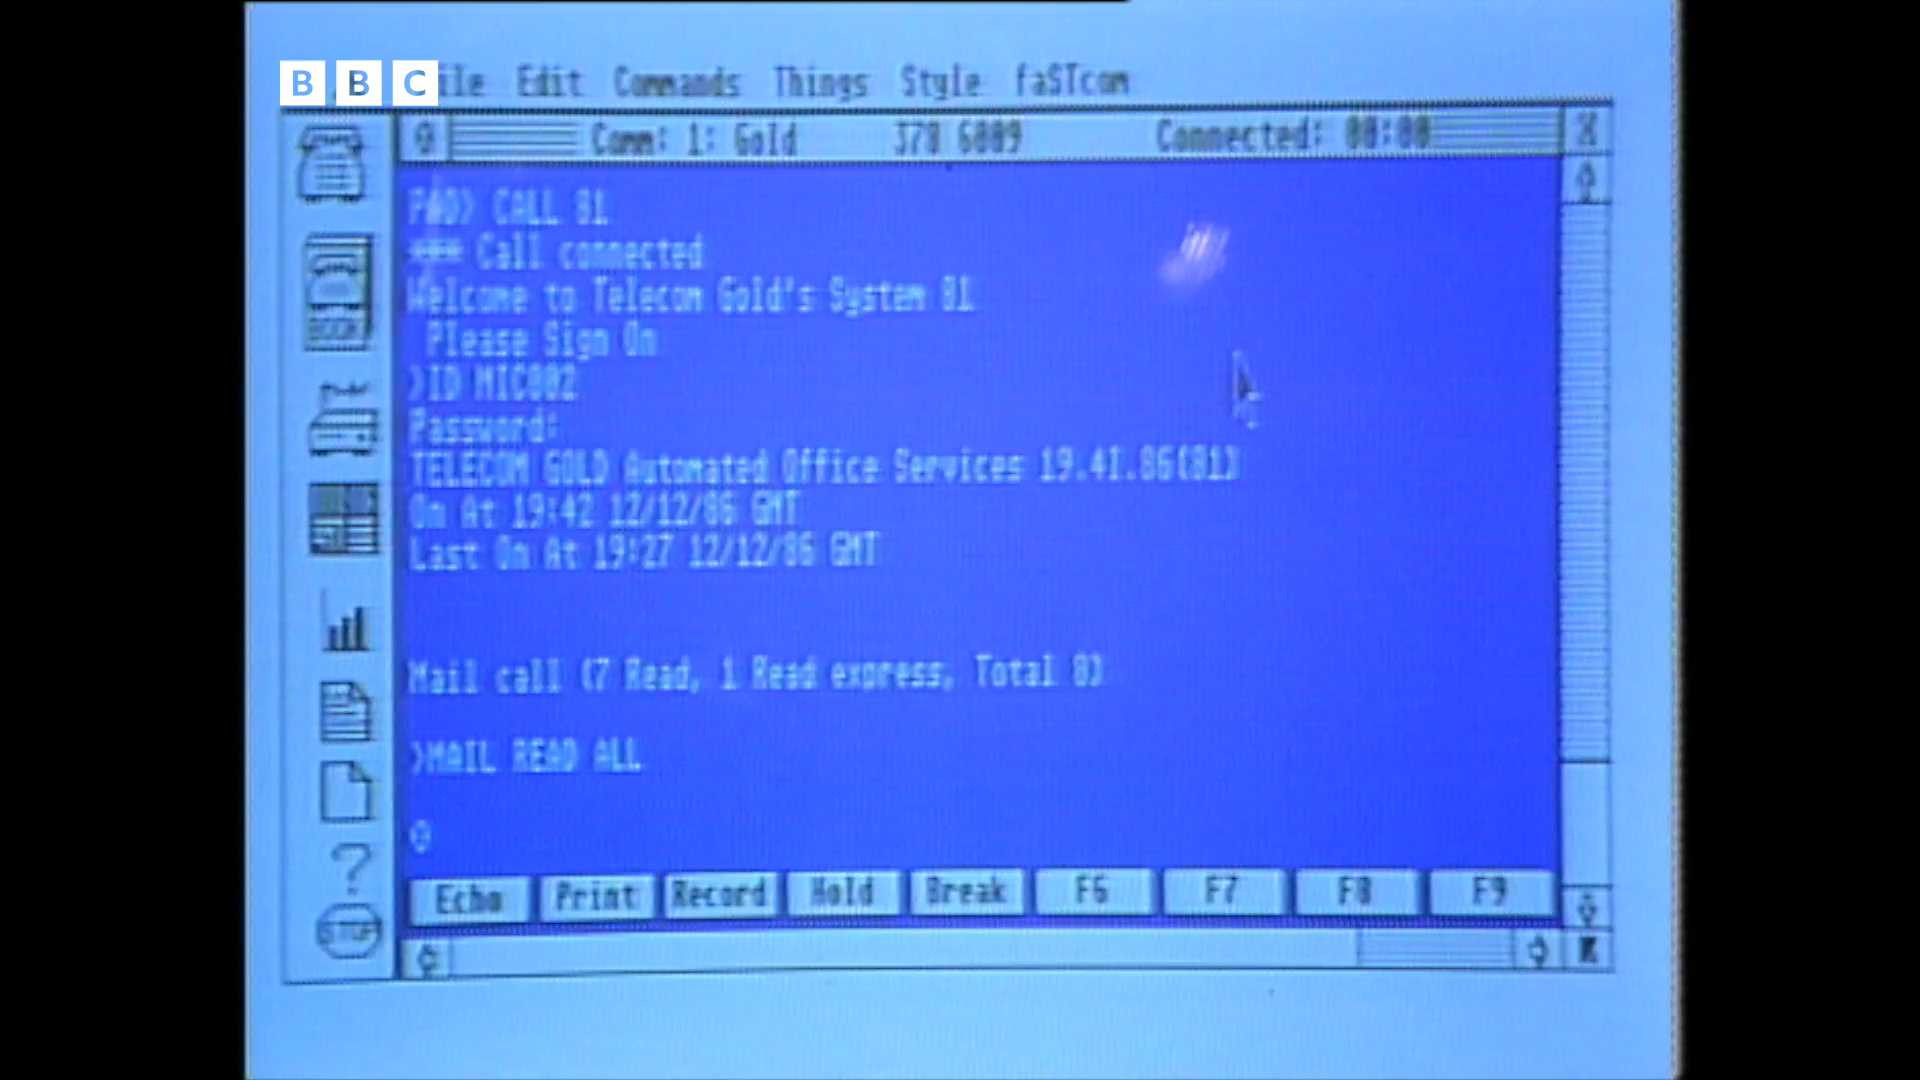 BBC
File Edit Commands Things Style faSTcom
Comm: 1: Gold 378 6009 Connected: 00:00
PAD> CALL 81
*** Call connected
Welcome to Telecom Gold's System 81
Please Sign On
>ID MIC002
Password:
TELECOM GOLD Automated Office Services 19.4I.86(81)
On At 19:42 12/12/86 GMT
Last On At 19:27 12/12/86 GMT
Mail call (7 Read, 1 Read express, Total 8)
>MAIL READ ALL
Echo Print Record Hold Break F6 F7 F8 F9
STOP